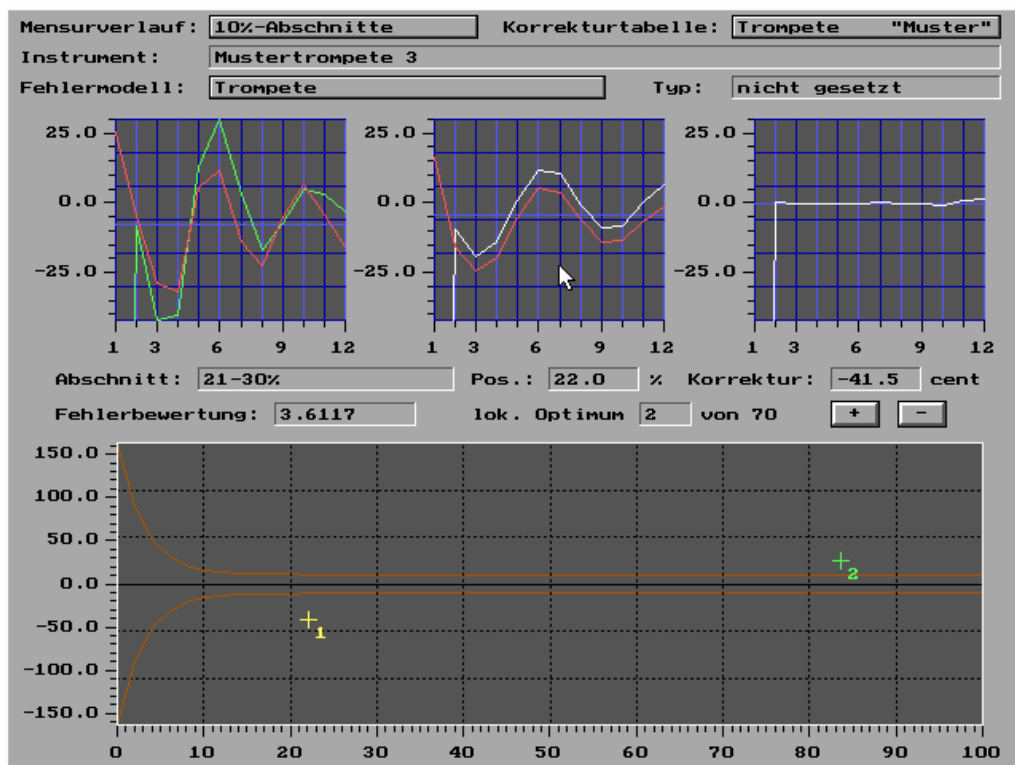 Mensurverlauf: 10%-Abschnitte Korrekturtabelle: Trompete "Muster"
Instrument: Mustertrompete 3
Fehlermodell: Trompete Typ: nicht gesetzt
25.0 25.0 25.0
0.0 0.0 0.0
-25.0 -25.0 -25.0
1 3 6 9 12 1 3 6 9 12 1 3 6 9 12
Abschnitt: 21-30% Pos.: 22.0 % Korrektur: -41.5 cent
Fehlerbewertung: 3.6117 lok. Optimum 2 von 70 + -
150.0
100.0
50.0
2
0.0
-50.0
1
-100.0
-150.0
0 10 20 30 40 50 60 70 80 90 100